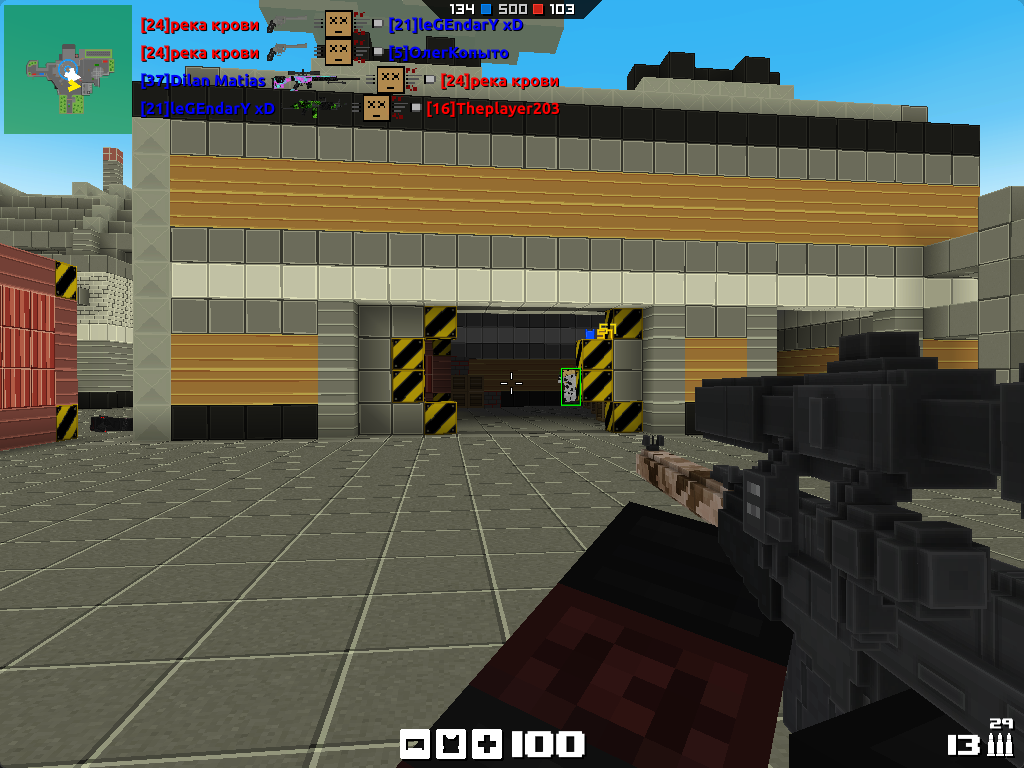 134 500 103
[24]река крови [21]leGEndarY xD
[24]река крови [5]ОлегКопыто
[37]Dilan Matias [24]река крови
[21]leGEndarY xD [16]Theplayer203
51
100
29
13